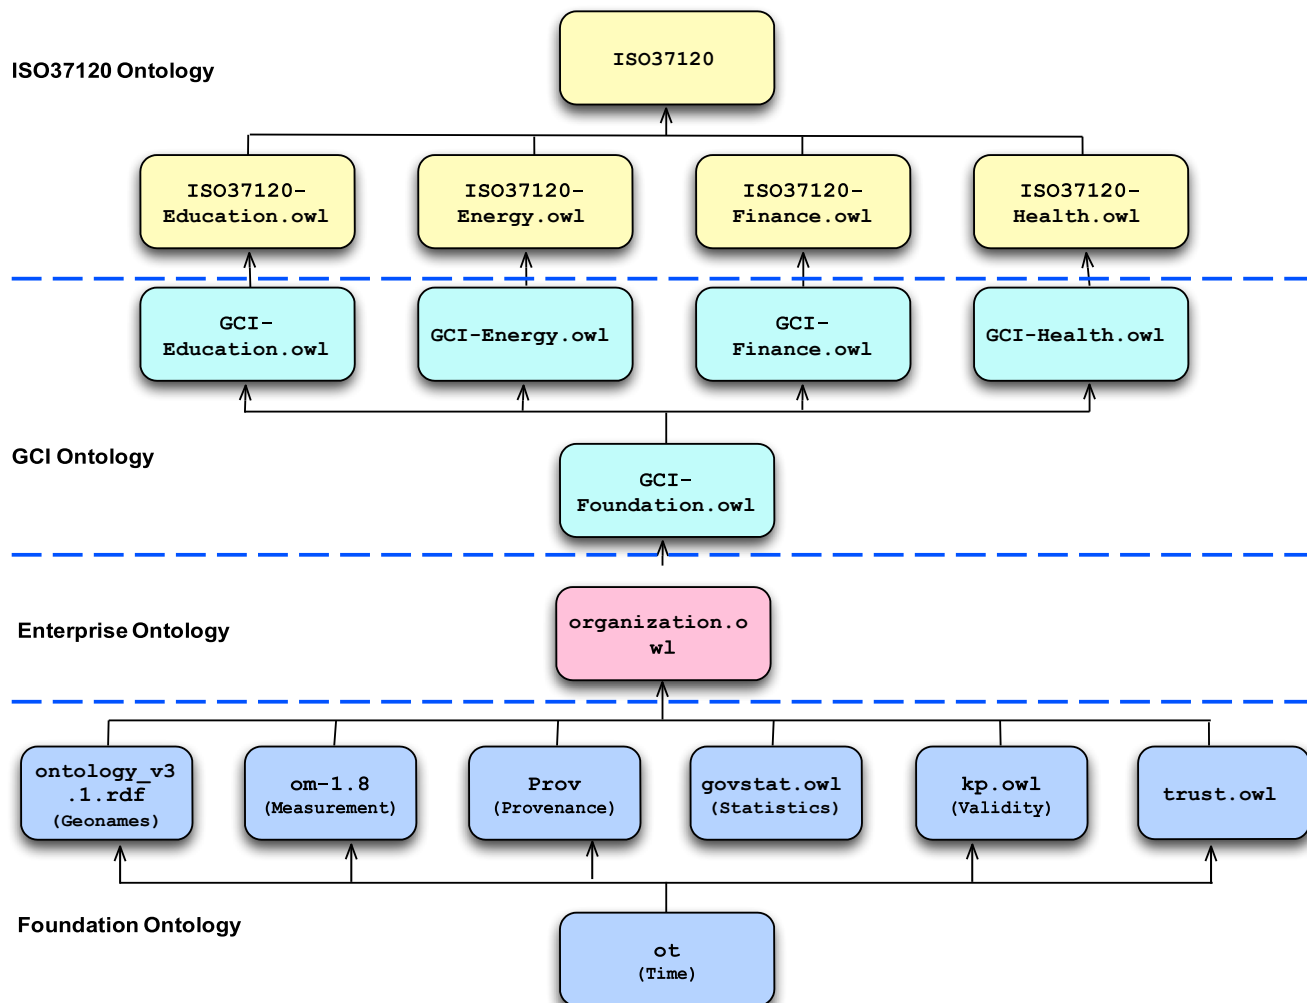 ISO37120
ISO37120 Ontology
ISO37120-
Education.owl
ISO37120-
Energy.owl
ISO37120-
Finance.owl
ISO37120-
Health.owl
GCI-
Education.owl
GCI-Energy.owl
GCI-
Finance.owl
GCI-Health.owl
GCI Ontology
GCI-
Foundation.owl
Enterprise Ontology
organization.o
wl
ontology_v3
.1.rdf
(Geonames)
om-1.8
(Measurement)
Prov
(Provenance)
govstat.owl
(Statistics)
kp.owl
(Validity)
trust.owl
Foundation Ontology
ot
(Time)